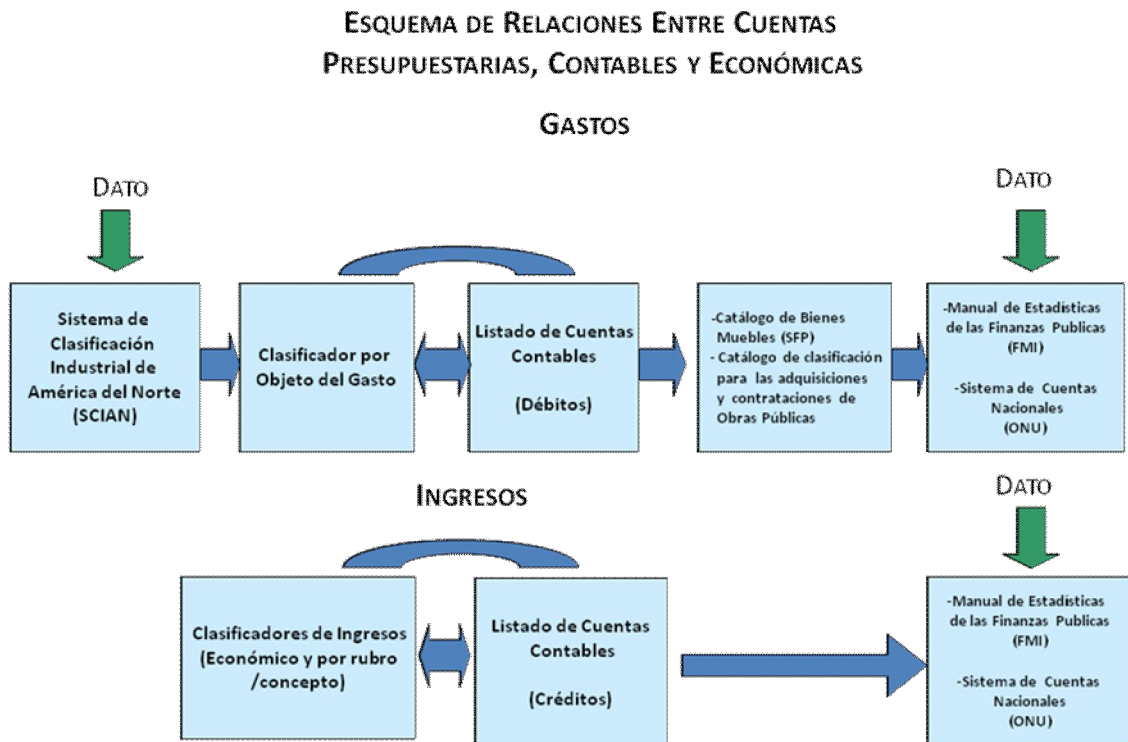 ESQUEMA DE RELACIONES ENTRE CUENTAS
PRESUPUESTARIAS, CONTABLES Y ECONÓMICAS
GASTOS
DATO
DATO
Sistema de
Clasificación
Industrial de
América del Norte
(SCIAN)
Clasificador por
Objeto del Gasto
Listado de Cuentas
Contables
(Débitos)
-Catálogo de Bienes
Muebles (SFP)
- Catálogo de clasificación
para las adquisiciones
y contrataciones de
Obras Públicas
-Manual de Estadísticas
de las Finanzas Publicas
(FMI)
-Sistema de Cuentas
Nacionales
(ONU)
INGRESOS
DATO
Clasificadores de Ingresos
(Económico y por rubro
/concepto)
Listado de Cuentas
Contables
(Créditos)
-Manual de Estadísticas
de las Finanzas Publicas
(FMI)
-Sistema de Cuentas
Nacionales
(ONU)